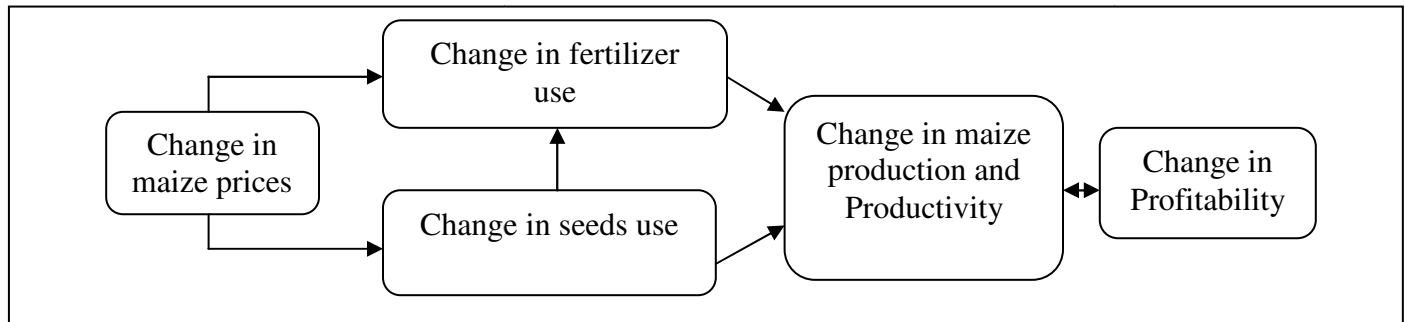 Change in fertilizer
use
Change in
maize prices
Change in seeds use
Change in maize
production and
Productivity
Change in
Profitability